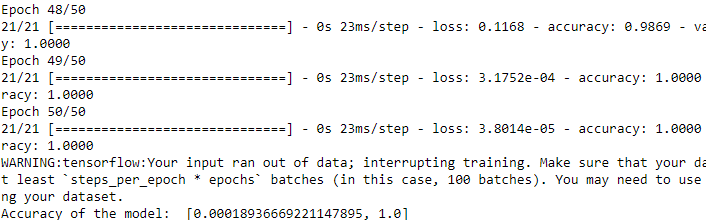 Epoch 48/50
21/21 [==============================] - 0s 23ms/step - loss: 0.1168 - accuracy: 0.9869 - va
y: 1.0000
Epoch 49/50
21/21 [==============================] - 0s 23ms/step - loss: 3.1752e-04 - accuracy: 1.0000
racy: 1.0000
Epoch 50/50
21/21 [==============================] - 0s 23ms/step - loss: 3.8014e-05 - accuracy: 1.0000
racy: 1.0000
WARNING:tensorflow:Your input ran out of data; interrupting training. Make sure that your da
t least `steps_per_epoch * epochs` batches (in this case, 100 batches). You may need to use
ng your dataset.
Accuracy of the model:  [0.00018936669221147895, 1.0]